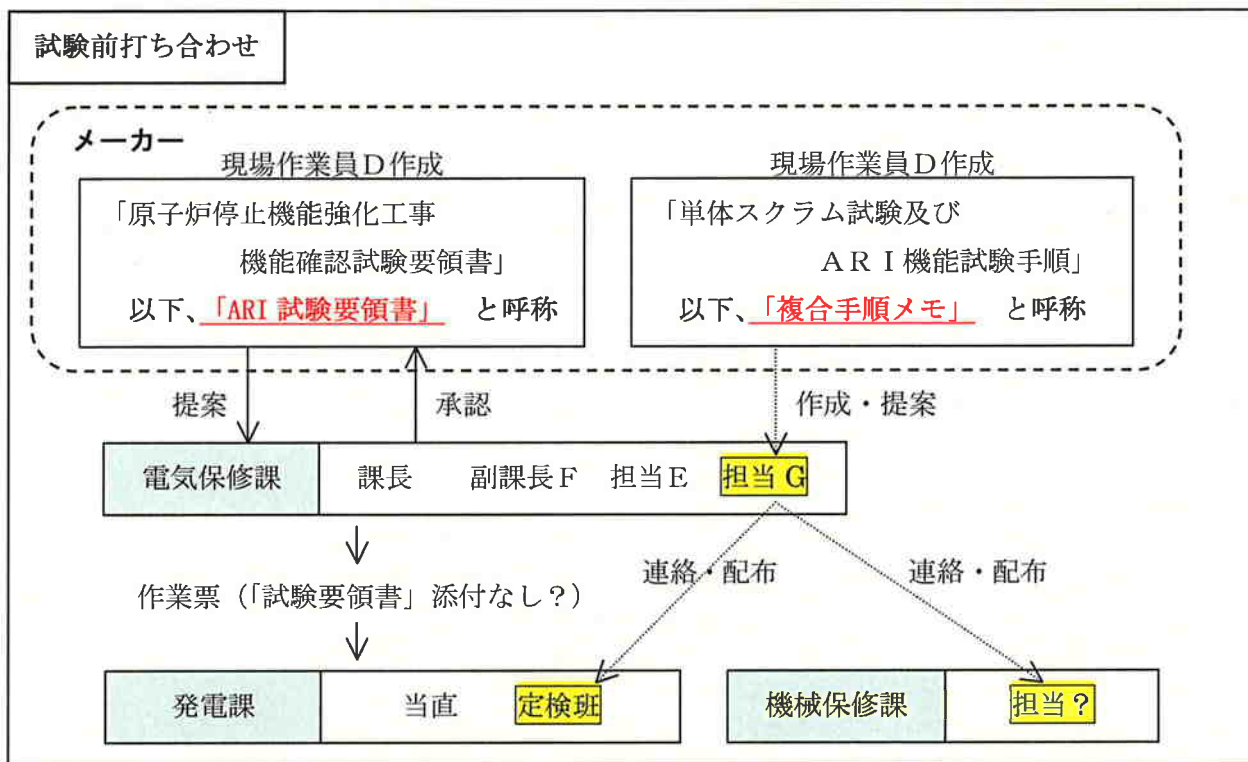 試験前打ち合わせ
メーカー
現場作業員D作成
「原子炉停止機能強化工事
機能確認試験要領書」
以下、「ARI 試験要領書」 と呼称
現場作業員D作成
「単体スクラム試験及び
ARI機能試験手順」
以下、「複合手順メモ」 と呼称
提案
承認
作成・提案
電気保修課
課長 副課長F 担当E 担当 G
連絡・配布
連絡・配布
作業票(「試験要領書」添付なし?)
発電課
当直 定検班
機械保修課
担当?